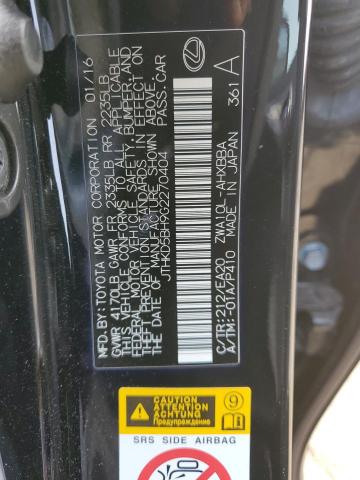 MFD.BY: TOYOTA MOTOR CORPORATION 01/16
GVWR 4170LB GAWR FR 2335LB RR 2235LB
THIS VEHICLE CONFORMS TO ALL APPLICABLE
FEDERAL MOTOR VEHICLE SAFETY, BUMPER,
AND THEFT PREVENTION STANDARDS IN EFFECT ON
THE DATE OF MANUFACTURE SHOWN ABOVE.
JTHKD5BH0G2270404 PASS.CAR
C/TR:212/EA20 ZWA10L-AHXBBA 361 A
A/TM:-01A/P410 MADE IN JAPAN
CAUTION
ATTENTION
ACHTUNG
Предупреждение
9
SRS SIDE AIRBAG